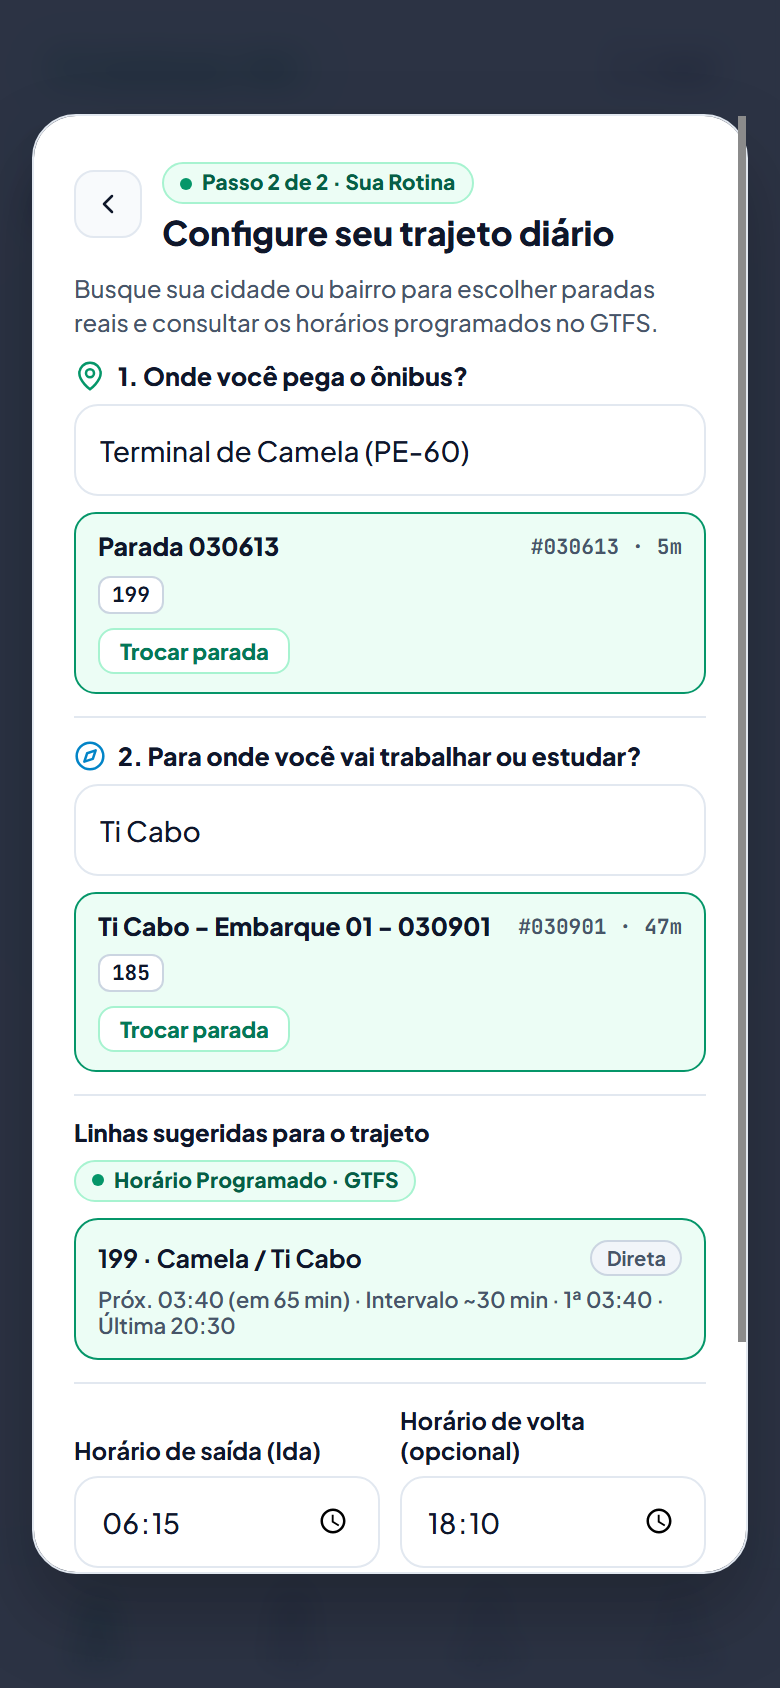 Passo 2 de 2 · Sua Rotina
Configure seu trajeto diário
Busque sua cidade ou bairro para escolher paradas
reais e consultar os horários programados no GTFS.
1. Onde você pega o ônibus?
Terminal de Camela (PE-60)
Parada 030613
#030613 · 5m
199
Trocar parada
2. Para onde você vai trabalhar ou estudar?
Ti Cabo
Ti Cabo – Embarque 01 – 030901
#030901 · 47m
185
Trocar parada
Linhas sugeridas para o trajeto
Horário Programado · GTFS
199 · Camela / Ti Cabo
Direta
Próx. 03:40 (em 65 min) · Intervalo ~30 min · 1ª 03:40 ·
Última 20:30
Horário de saída (Ida)
Horário de volta
(opcional)
06:15
18:10